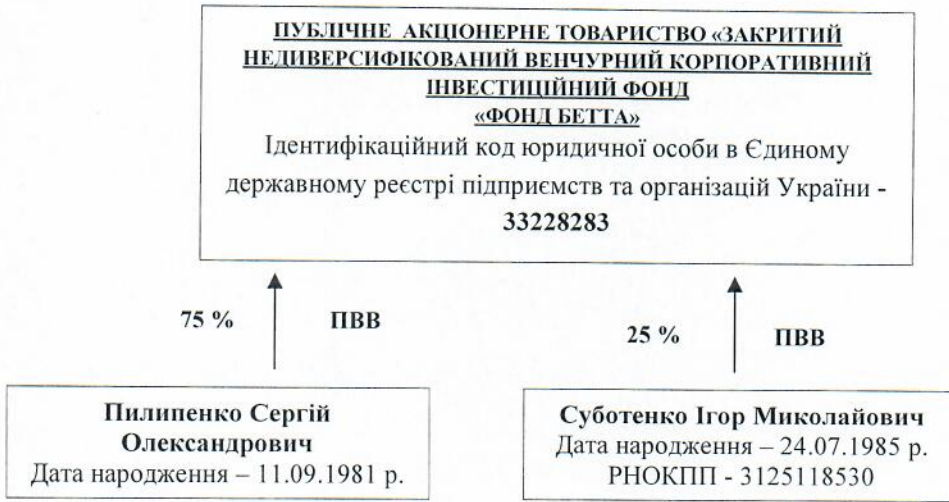 ПУБЛІЧНЕ АКЦІОНЕРНЕ ТОВАРИСТВО «ЗАКРИТИЙ
НЕДИВЕРСИФІКОВАНИЙ ВЕНЧУРНИЙ КОРПОРАТИВНИЙ
ІНВЕСТИЦІЙНИЙ ФОНД
«ФОНД БЕТТА»
Ідентифікаційний код юридичної особи в Єдиному
державному реєстрі підприємств та організацій України -
33228283
75 % ПВВ
25 % ПВВ
Пилипенко Сергій
Олександрович
Дата народження – 11.09.1981 р.
Суботенко Ігор Миколайович
Дата народження – 24.07.1985 р.
РНОКПП - 3125118530